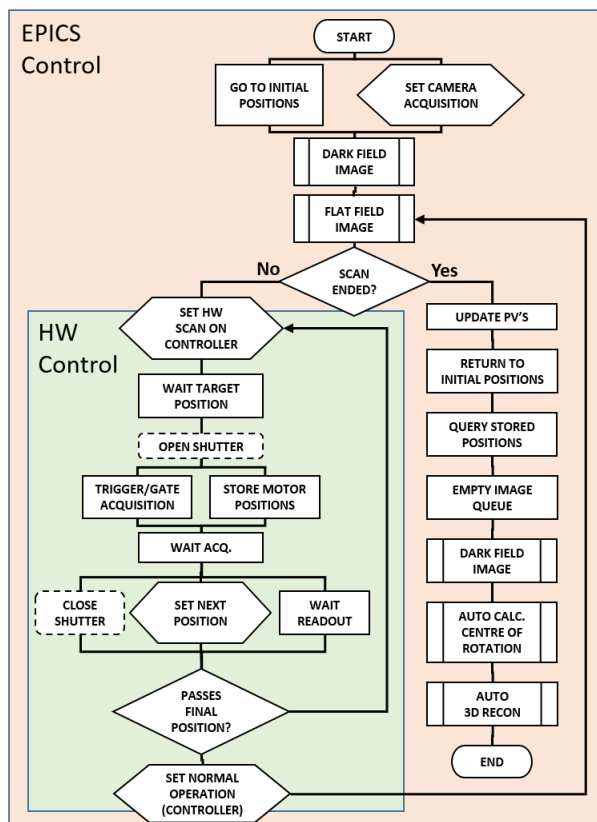 EPICS
Control
START
GO TO INITIAL
POSITIONS
SET CAMERA
ACQUISITION
DARK FIELD
IMAGE
FLAT FIELD
IMAGE
No
SCAN
ENDED?
Yes
HW
Control
SET HW
SCAN ON
CONTROLLER
WAIT TARGET
POSITION
OPEN SHUTTER
TRIGGER/GATE
ACQUISITION
STORE MOTOR
POSITIONS
WAIT ACQ.
CLOSE
SHUTTER
SET NEXT
POSITION
WAIT
READOUT
PASSES
FINAL
POSITION?
SET NORMAL
OPERATION
(CONTROLLER)
UPDATE PV'S
RETURN TO
INITIAL POSITIONS
QUERY STORED
POSITIONS
EMPTY IMAGE
QUEUE
DARK FIELD
IMAGE
AUTO CALC.
CENTRE OF
ROTATION
AUTO
3D RECON
END